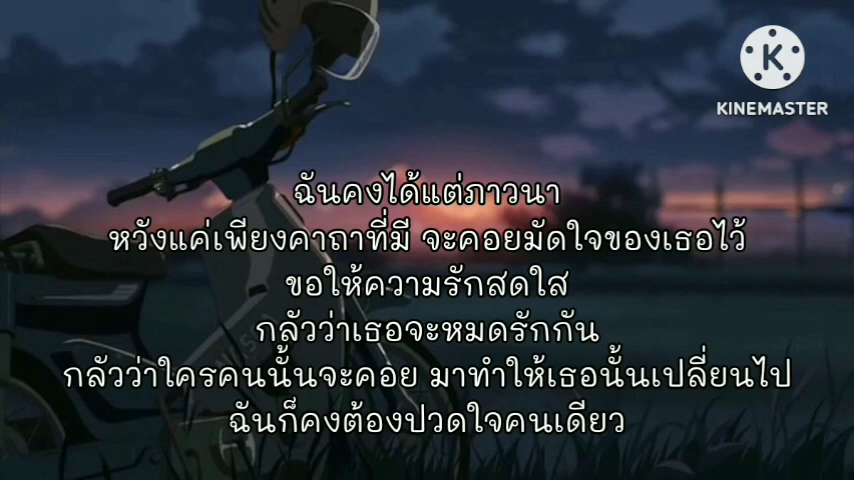 KINEMASTER
ฉันคงได้แต่ภาวนา
หวังแค่เพียงคาถาที่มี จะคอยมัดใจของเธอไว้
ขอให้ความรักสดใส
กลัวว่าเธอจะหมดรักกัน
กลัวว่าใครคนนั้นจะคอย มาทำให้เธอนั้นเปลี่ยนไป
ฉันก็คงต้องปวดใจคนเดียว